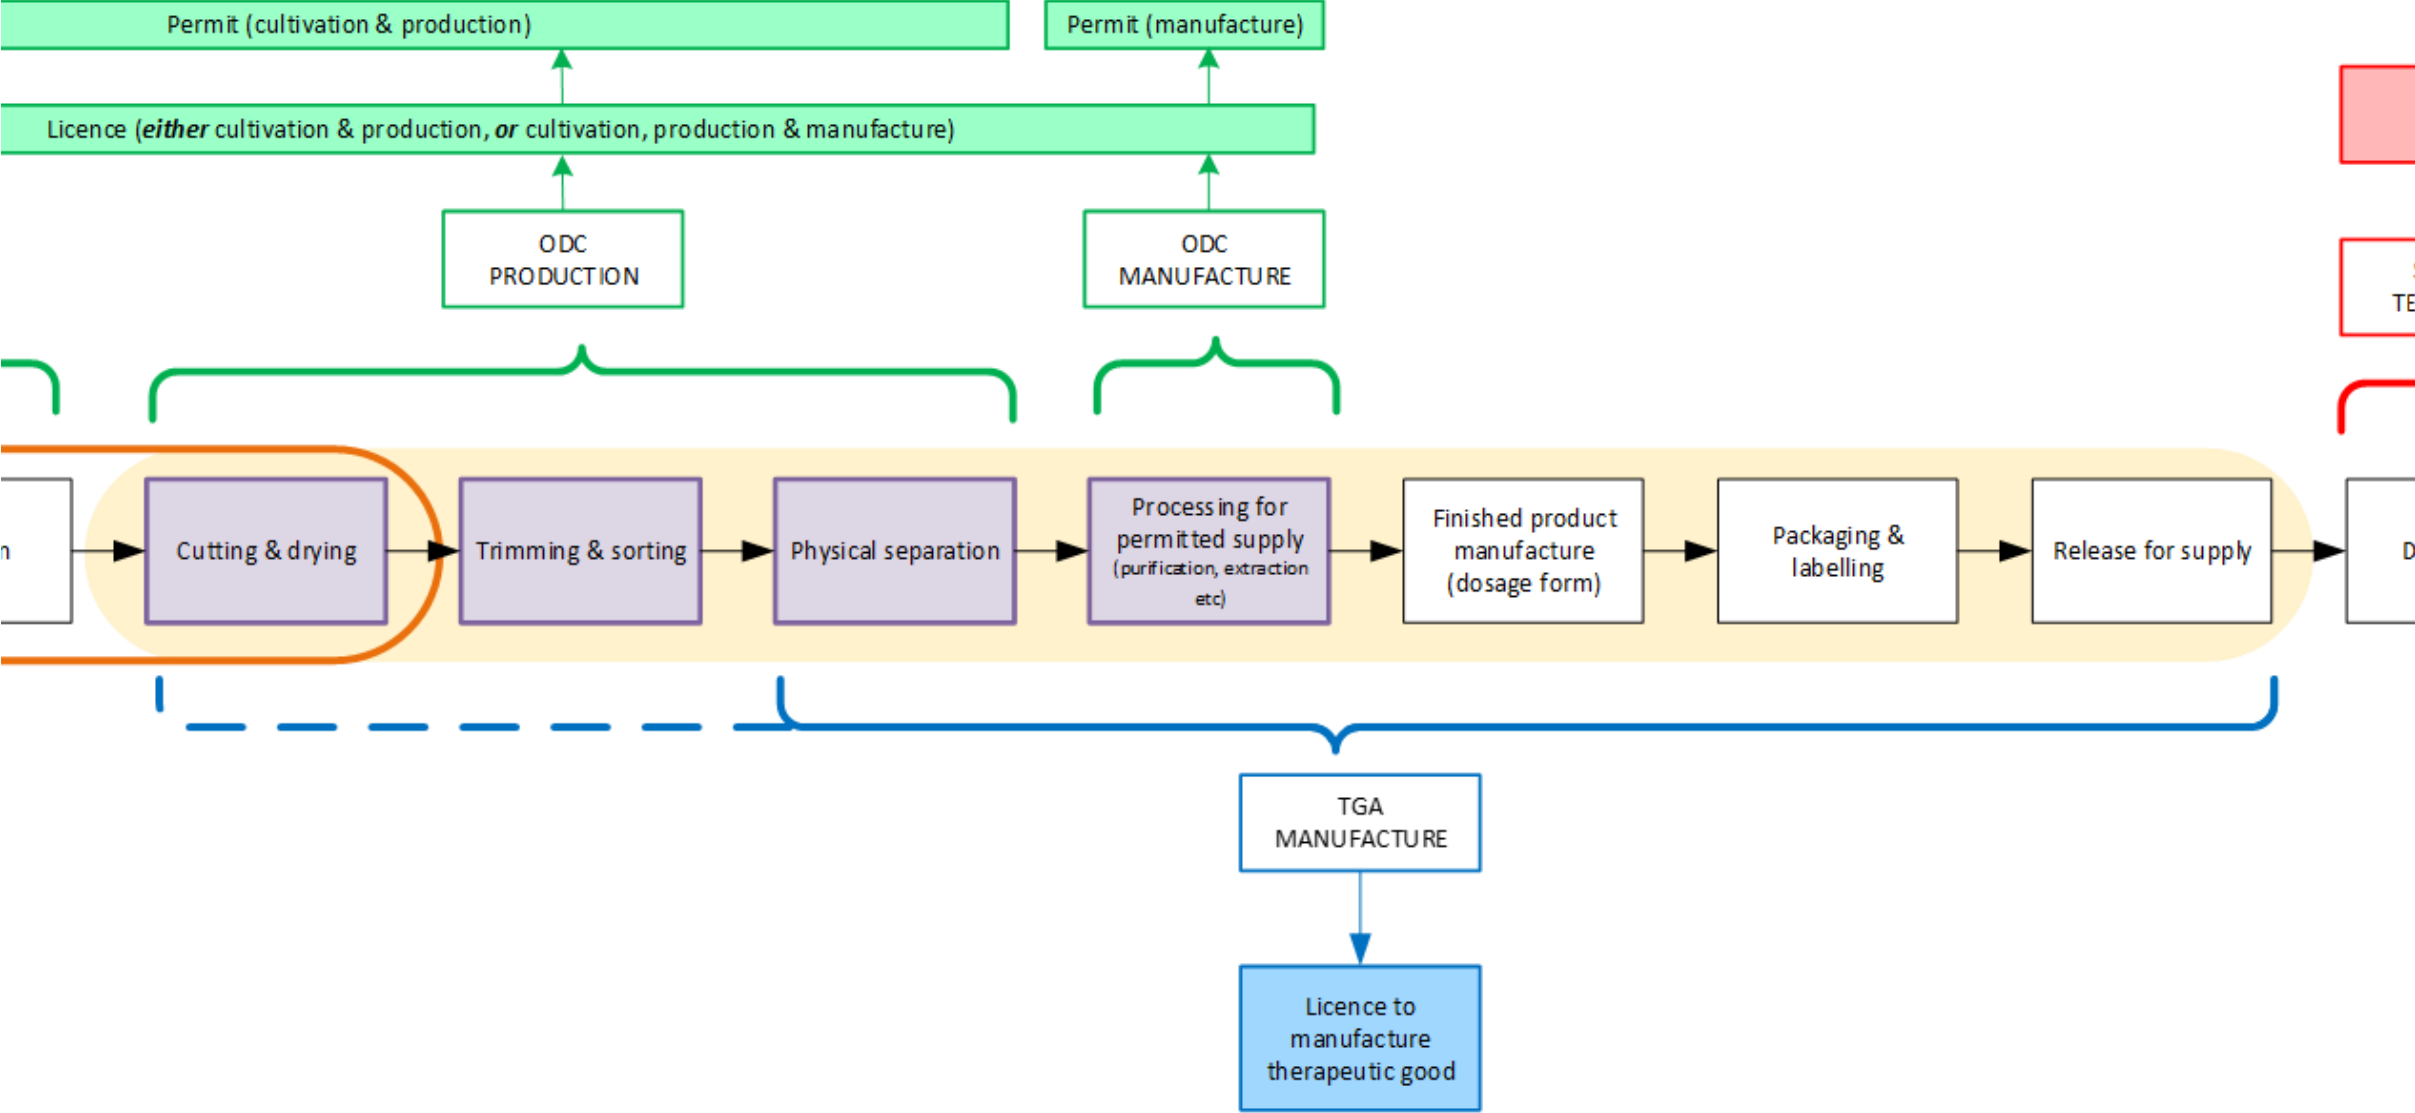 Permit (cultivation & production)
Permit (manufacture)
Licence (either cultivation & production, or cultivation, production & manufacture)
ODC
PRODUCTION
ODC
MANUFACTURE
Cutting & drying
Trimming & sorting
Physical separation
Processing for
permitted supply
(purification, extraction
etc)
Finished product
manufacture
(dosage form)
Packaging &
labelling
Release for supply
TGA
MANUFACTURE
Licence to
manufacture
therapeutic good